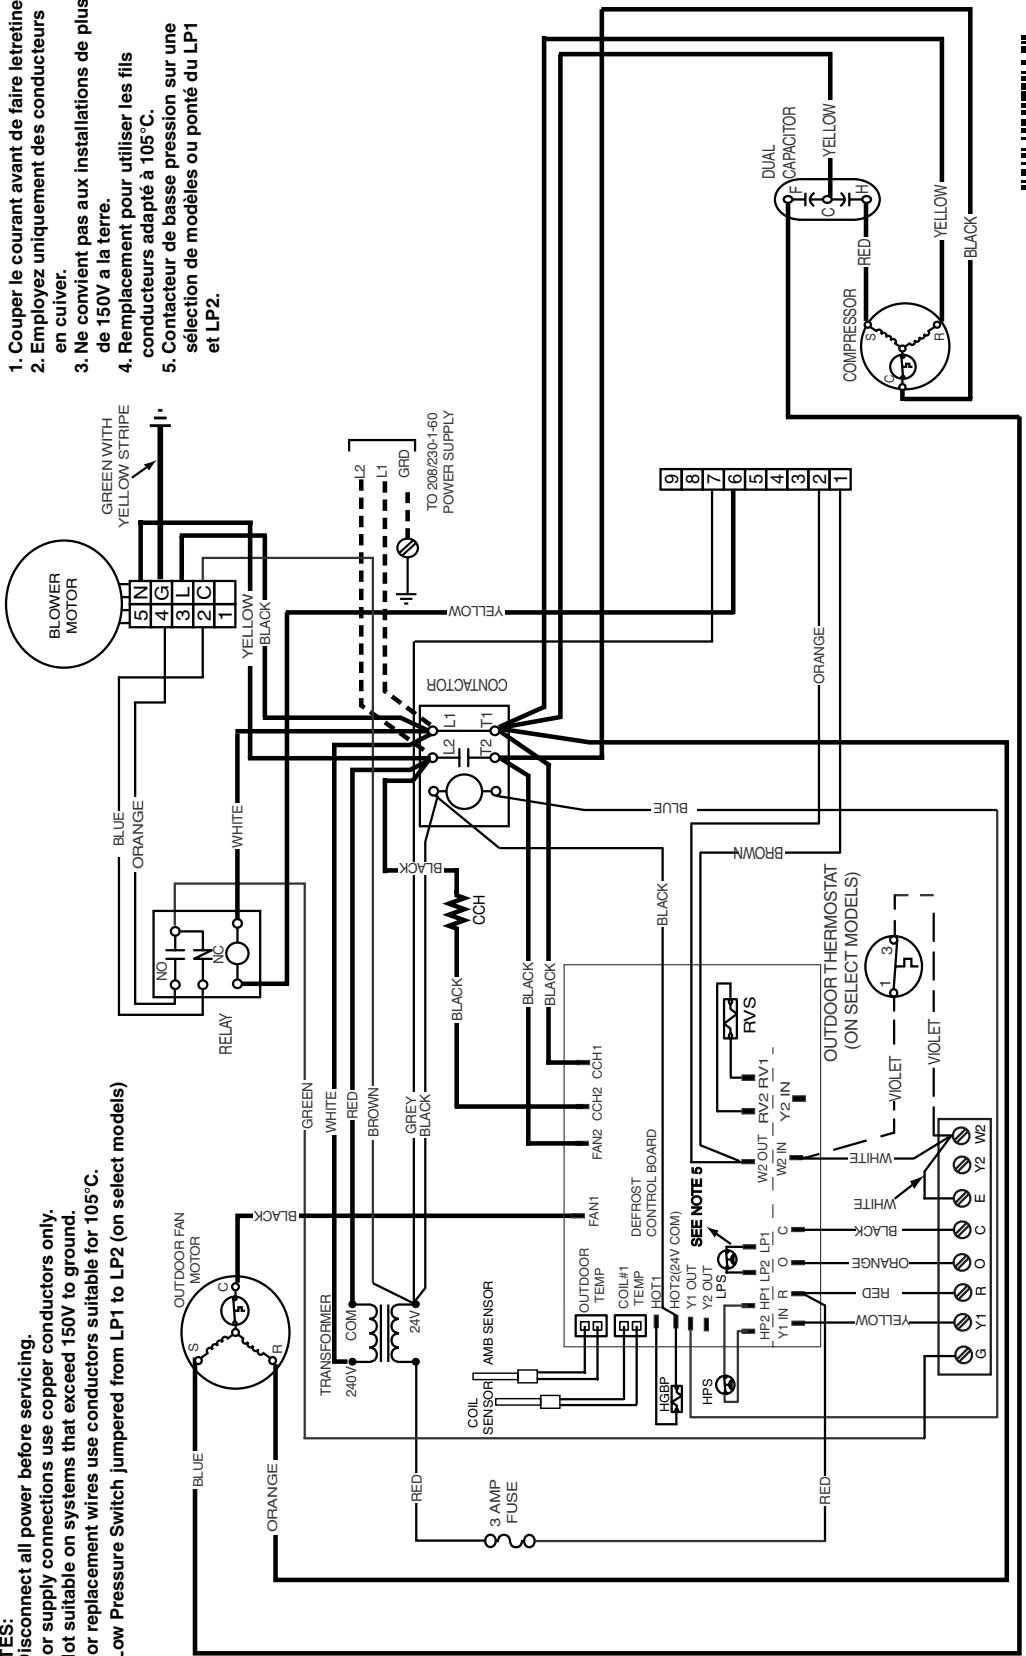 TES:
Disconnect all power before servicing.
or supply connections use copper conductors only.
Not suitable on systems that exceed 150V to ground.
or replacement wires use conductors suitable for 105°C.
Low Pressure Switch jumpered from LP1 to LP2 (on select models)
1. Couper le courant avant de faire letretine
2. Employez uniquement des conducteurs
en cuiver.
3. Ne convient pas aux installations de plus
de 150V a la terre.
4. Remplacement pour utiliser les fils
conducteurs adapté à 105°C.
5. Contacteur de basse pression sur une
sélection de modèles ou ponté du LP1
et LP2.
BLOWER
MOTOR
5 N
4 G
3 L
2 C
1
GREEN WITH
YELLOW STRIPE
BLUE
ORANGE
WHITE
YELLOW
BLACK
NO
NC
RELAY
GREEN
WHITE
RED
BROWN
GREY
BLACK
L2
L1
GRD
TO 208/230-1-60
POWER SUPPLY
CONTACTOR
L2
L1
T2
T1
YELLOW
BLACK
CCH
BLACK
BLACK
BLACK
BLUE
BLACK
BROWN
ORANGE
9
8
7
6
5
4
3
2
1
DUAL
CAPACITOR
F
C
H
YELLOW
RED
COMPRESSOR
S
C
R
YELLOW
BLACK
OUTDOOR FAN
MOTOR
S
C
R
BLACK
BLUE
ORANGE
TRANSFORMER
240V
COM
24V
RED
3 AMP
FUSE
RED
COIL
SENSOR
AMB SENSOR
OUTDOOR
TEMP
COIL#1
TEMP
FAN1
FAN2
CCH2
CCH1
DEFROST
CONTROL BOARD
HOT1
HOT2(24V COM)
Y1 OUT
Y2 OUT
HGBP
HPS
LPS
SEE NOTE 5
HP2
HP1
LP2
LP1
Y1 IN
R
O
C
W2 OUT
W2 IN
RV2
RV1
Y2 IN
RVS
OUTDOOR THERMOSTAT
(ON SELECT MODELS)
1
3
VIOLET
VIOLET
YELLOW
RED
ORANGE
BLACK
WHITE
WHITE
G
Y1
R
O
C
E
Y2
W2